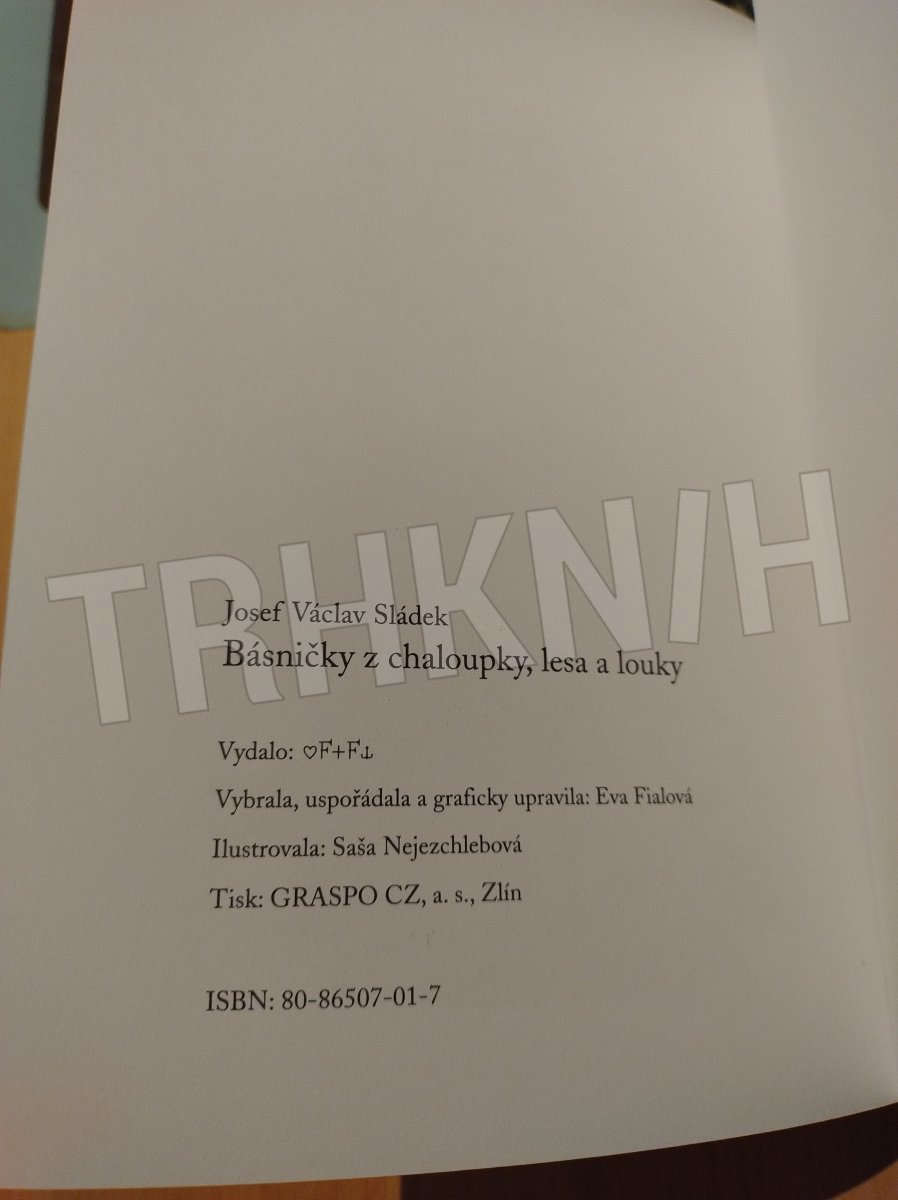 TRHKNIH
Josef Václav Sládek
Básničky z chaloupky, lesa a louky
Vydalo: ♡F+F⚓
Vybrala, uspořádala a graficky upravila: Eva Fialová
Ilustrovala: Saša Nejezchlebová
Tisk: GRASPO CZ, a. s., Zlín
ISBN: 80-86507-01-7